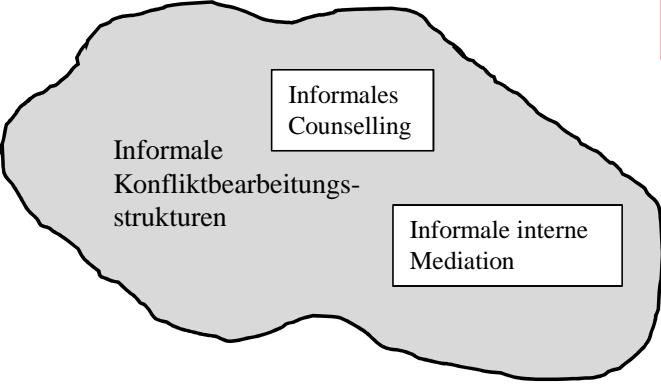 Informales
Counselling
Informale
Konfliktbearbeitungs-
strukturen
Informale interne
Mediation